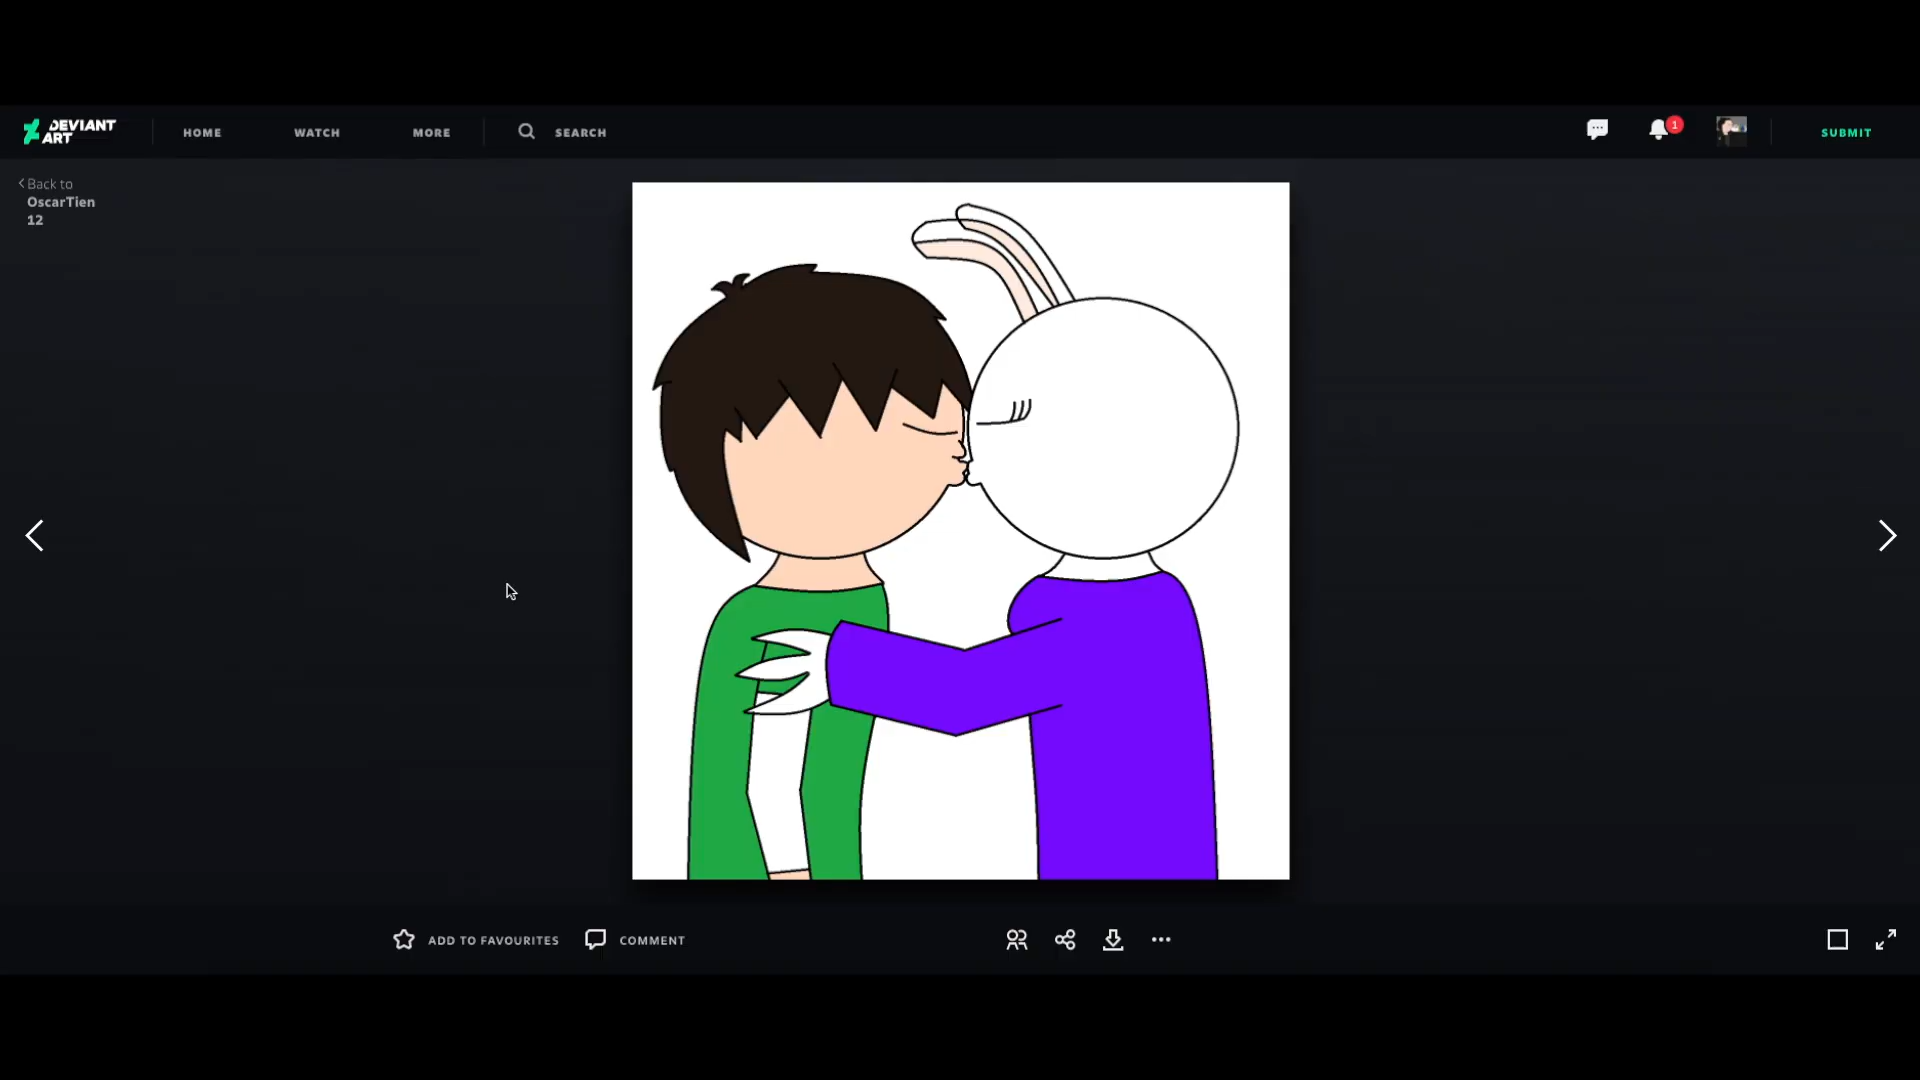 DEVIANT
ART
HOME
WATCH
MORE
SEARCH
1
SUBMIT
Back to
OscarTien
12
ADD TO FAVOURITES
COMMENT